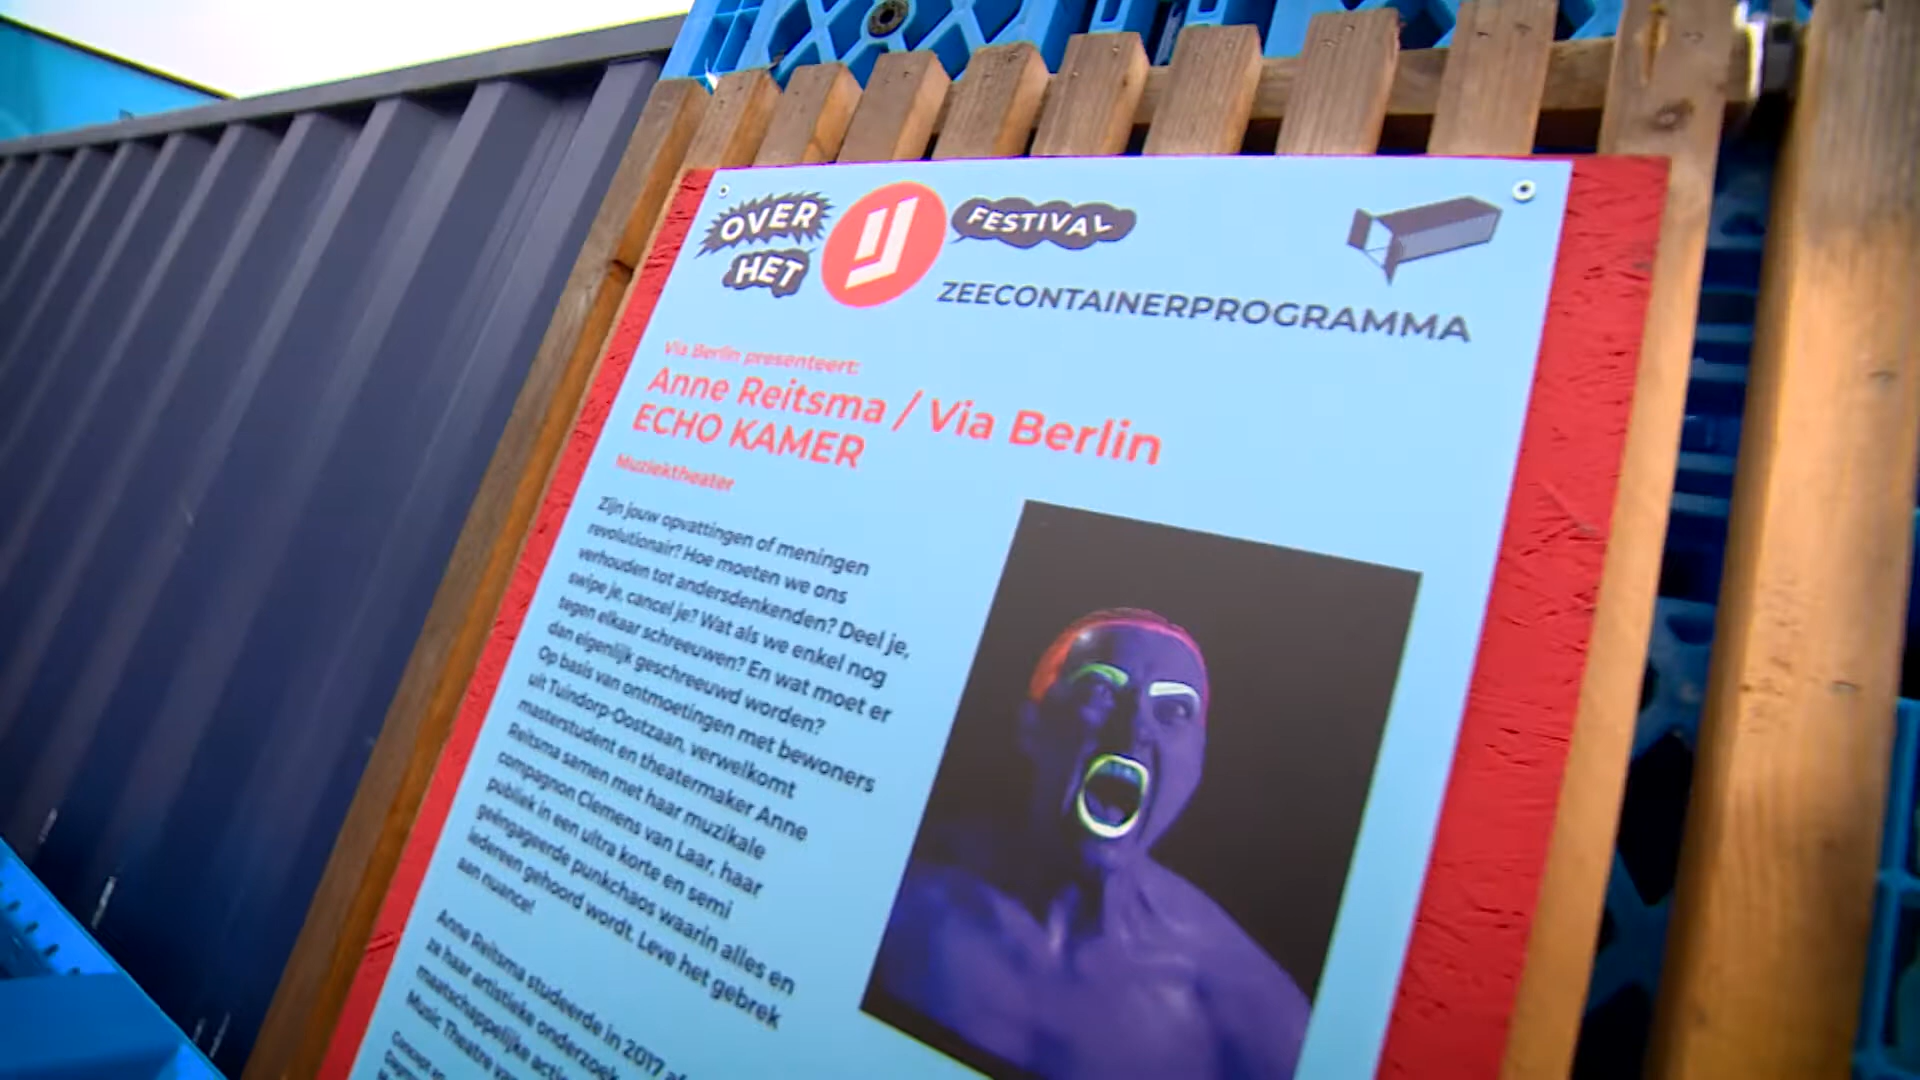 OVER
HET
IJ
FESTIVAL
ZEECONTAINERPROGRAMMA
Via Berlin presenteert:
Anne Reitsma / Via Berlin
ECHO KAMER
Muziektheater
Zijn jouw opvattingen of meningen
revolutionair? Hoe moeten we ons
verhouden tot andersdenkenden? Deel je,
swipe je, cancel je? Wat als we enkel nog
tegen elkaar schreeuwen? En wat moet er
dan eigenlijk geschreeuwd worden?
Op basis van ontmoetingen met bewoners
uit Tuindorp-Oostzaan, verwelkomt
masterstudent en theatermaker Anne
Reitsma samen met haar muzikale
compagnon Clemens van Laar, haar
publiek in een ultra korte en semi
geëngageerde punkchaos waarin alles en
iedereen gehoord wordt. Leve het gebrek
aan nuance!
Anne Reitsma studeerde in 2017
ze haar artistieke onderzoek
maatschappelijke
Music Theatre
Concept en